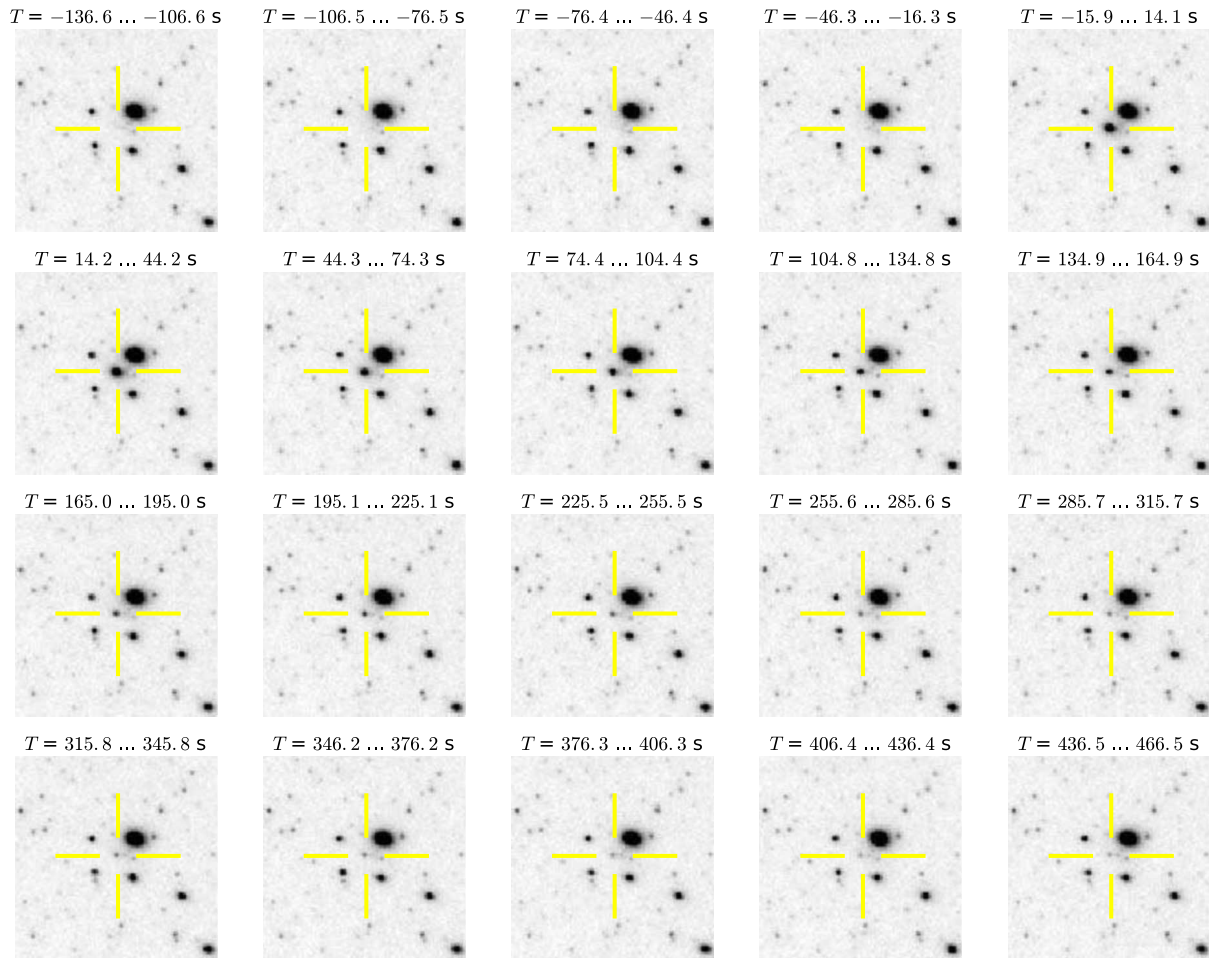 T = −136.6 ... −106.6 s
T = −106.5 ... −76.5 s
T = −76.4 ... −46.4 s
T = −46.3 ... −16.3 s
T = −15.9 ... 14.1 s
T = 14.2 ... 44.2 s
T = 44.3 ... 74.3 s
T = 74.4 ... 104.4 s
T = 104.8 ... 134.8 s
T = 134.9 ... 164.9 s
T = 165.0 ... 195.0 s
T = 195.1 ... 225.1 s
T = 225.5 ... 255.5 s
T = 255.6 ... 285.6 s
T = 285.7 ... 315.7 s
T = 315.8 ... 345.8 s
T = 346.2 ... 376.2 s
T = 376.3 ... 406.3 s
T = 406.4 ... 436.4 s
T = 436.5 ... 466.5 s